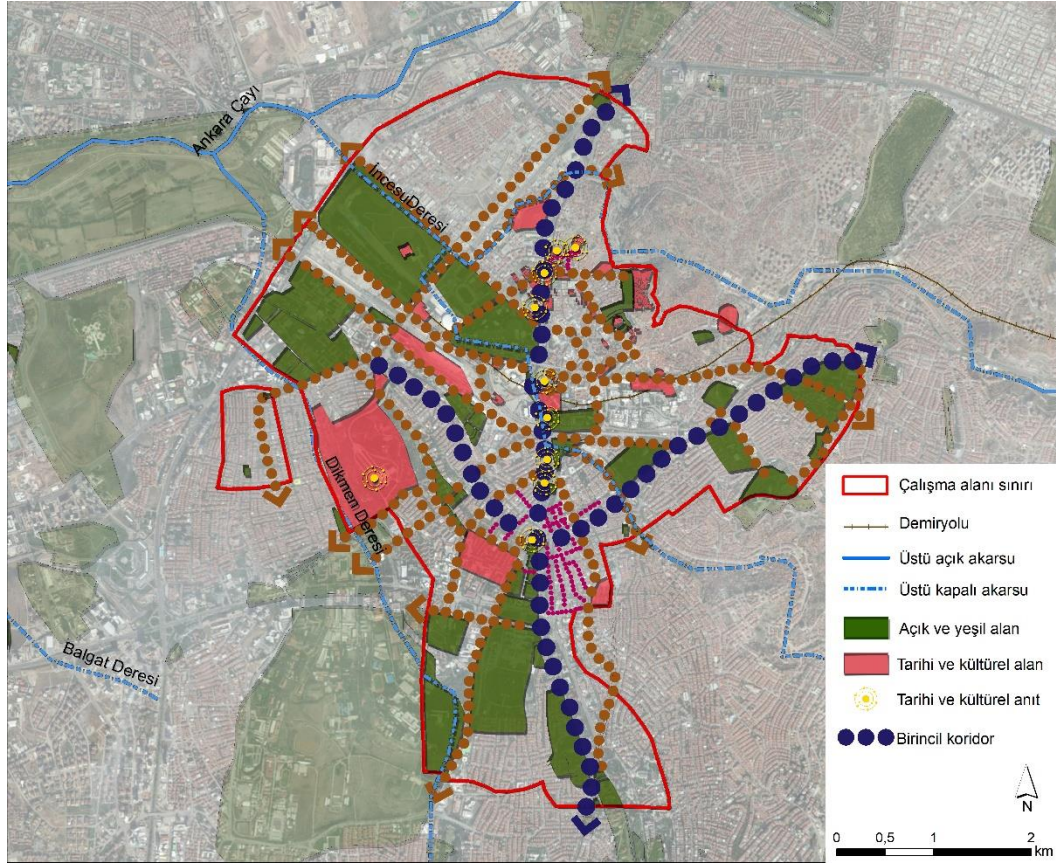 Ankara Çayı
İncesuDeresi
Dikmen Deresi
Balgat Deresi
Çalışma alanı sınırı
Demiryolu
Üstü açık akarsu
Üstü kapalı akarsu
Açık ve yeşil alan
Tarihi ve kültürel alan
Tarihi ve kültürel anıt
Birincil koridor
N
0 0,5 1 2
km